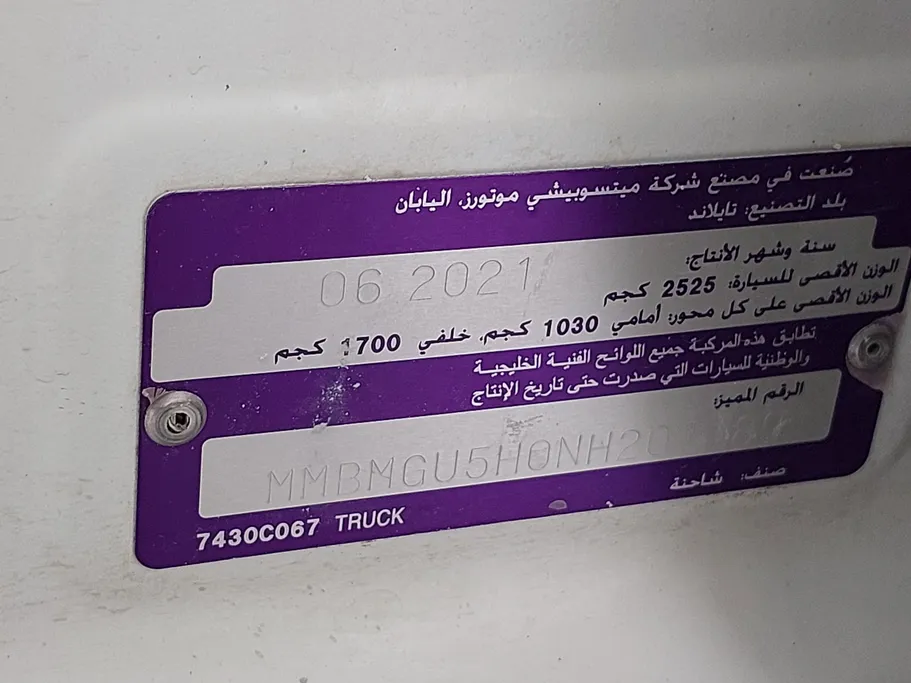 صُنعت في مصنع شركة ميتسوبيشي موتورز، اليابان
بلد التصنيع: تايلاند
سنة وشهر الأنتاج:
06 2021
الوزن الأقصى للسيارة: 2525 كجم
الوزن الأقصى على كل محور: أمامي 1030 كجم، خلفي 1700 كجم
تطابق هذه المركبة جميع اللوائح الفنية الخليجية
والوطنية للسيارات التي صدرت حتى تاريخ الإنتاج
الرقم المميز:
صنف: شاحنة
7430C067 TRUCK